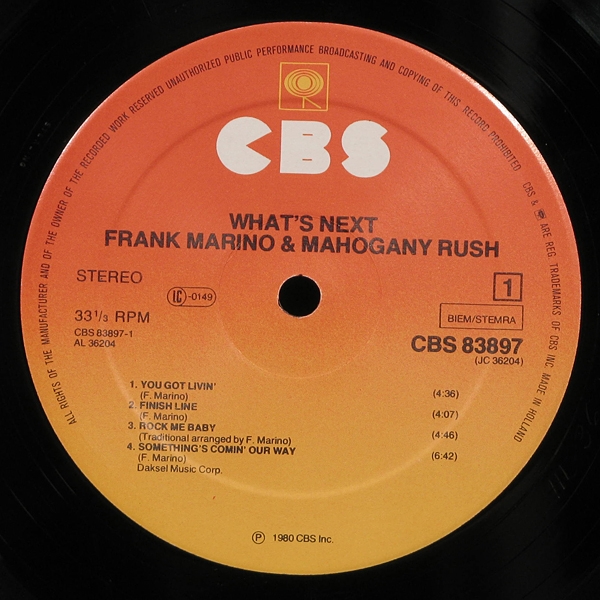 ALL RIGHTS OF THE MANUFACTURER AND OF THE OWNER OF THE RECORDED WORK RESERVED UNAUTHORIZED PUBLIC PERFORMANCE BROADCASTING AND COPYING OF THIS RECORD PROHIBITED
CBS & ARE REG. TRADEMARKS OF CBS INC. MADE IN HOLLAND
CBS
WHAT'S NEXT
FRANK MARINO & MAHOGANY RUSH
STEREO
LC-0149
1
33 1/3 RPM
BIEM/STEMRA
CBS 83897-1
AL 36204
CBS 83897
(JC 36204)
1. YOU GOT LIVIN'
(F. Marino) (4:36)
2. FINISH LINE
(F. Marino) (4:07)
3. ROCK ME BABY
(Traditional arranged by F. Marino) (4:46)
4. SOMETHING'S COMIN' OUR WAY
(F. Marino) (6:42)
Daksel Music Corp.
℗ 1980 CBS Inc.